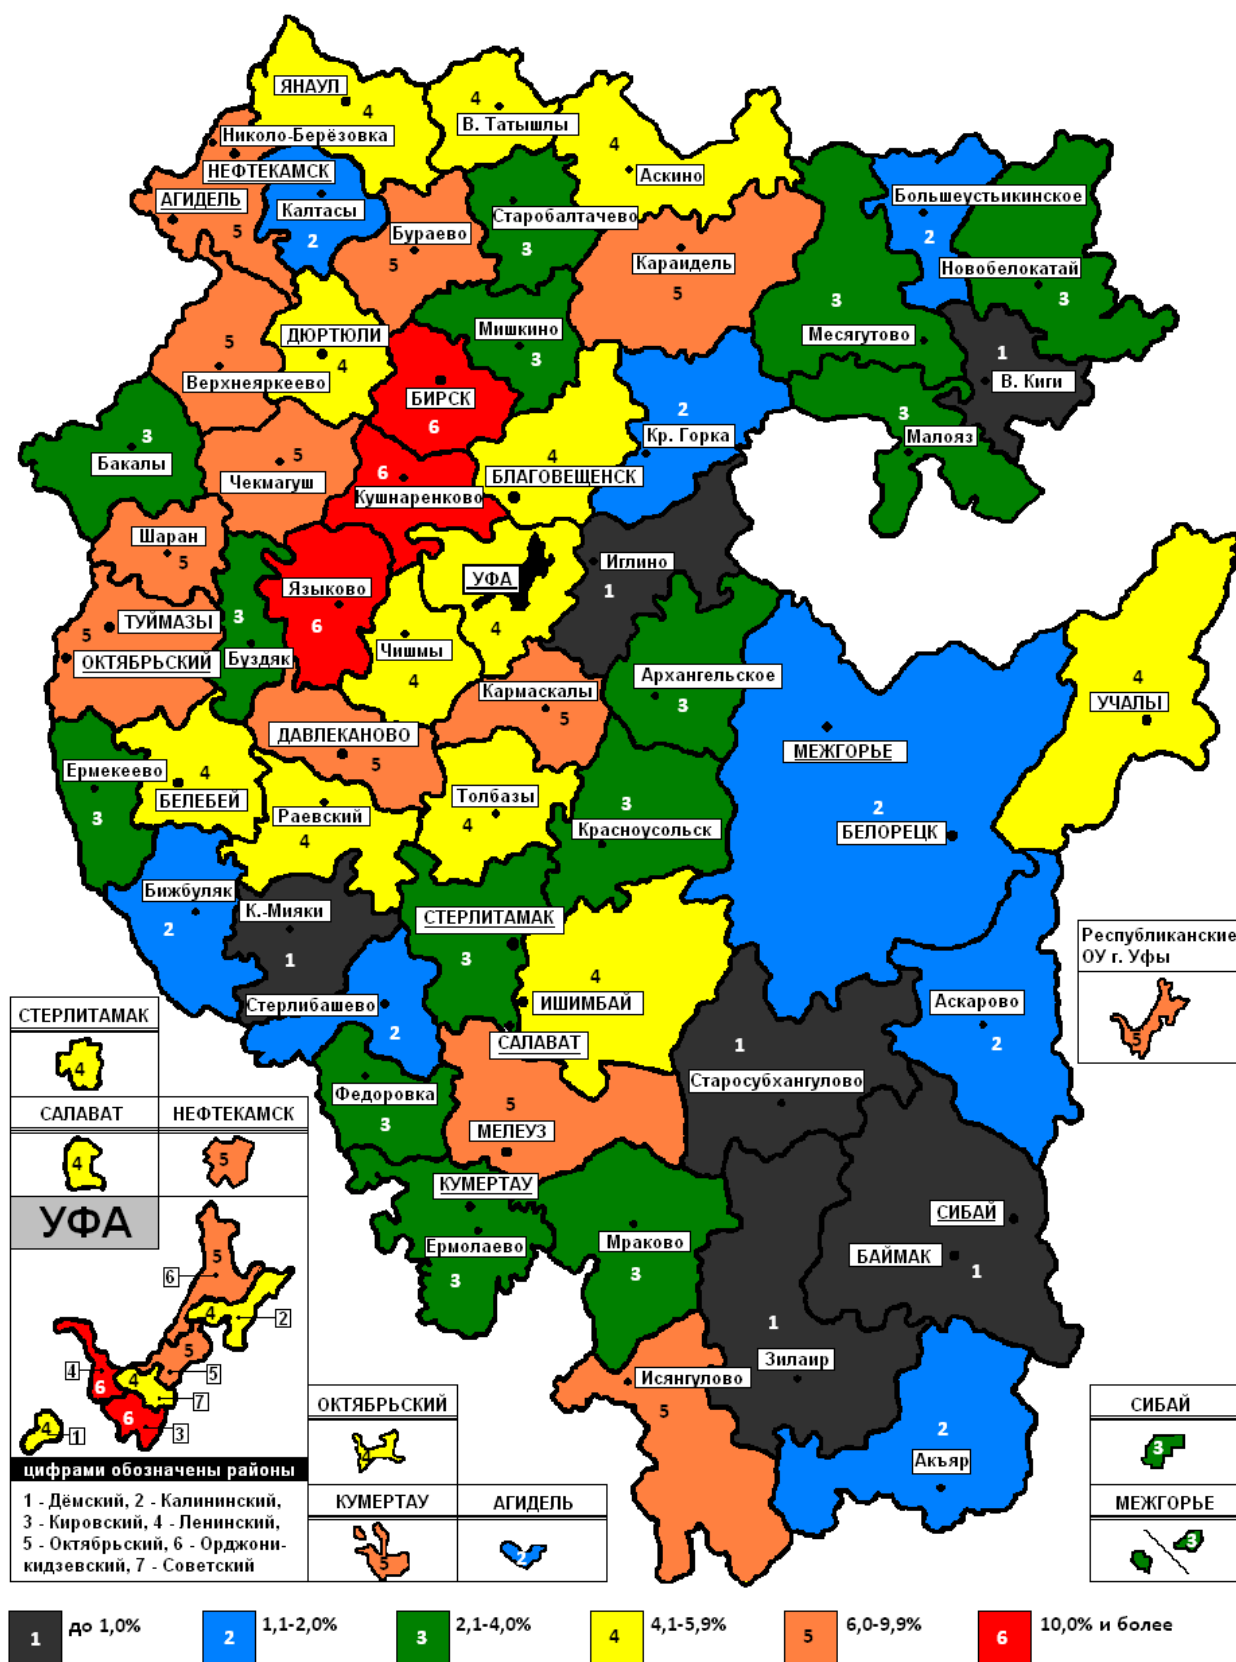 ЯНАУЛ
4
4
В. Татышлы
Николо-Берёзовка
4
Аскино
НЕФТЕКАМСК
АГИДЕЛЬ
5
Калтасы
2
Бураево
5
Старобалтачево
3
Караидель
5
Большеустьикинское
2
Новобелокатай
3
3
Месягутово
1
В. Киги
3
Малояз
ДЮРТЮЛИ
4
5
Верхнеяркеево
Мишкино
3
БИРСК
6
2
Кр. Горка
3
Бакалы
5
Чекмагуш
6
Кушнаренково
4
БЛАГОВЕЩЕНСК
Шаран
5
Языково
6
УФА
4
Иглино
1
5
ТУЙМАЗЫ
ОКТЯБРЬСКИЙ
3
Буздяк
Чишмы
4
Кармаскалы
5
Архангельское
3
4
УЧАЛЫ
МЕЖГОРЬЕ
2
БЕЛОРЕЦК
ДАВЛЕКАНОВО
5
Ермекеево
3
4
БЕЛЕБЕЙ
Раевский
4
Толбазы
4
3
Красноусольск
Бижбуляк
2
К.-Мияки
1
СТЕРЛИТАМАК
3
4
ИШИМБАЙ
Стерлибашево
2
САЛАВАТ
Аскарово
2
1
Старосубхангулово
Федоровка
3
5
МЕЛЕУЗ
КУМЕРТАУ
Ермолаево
3
Мраково
3
СИБАЙ
БАЙМАК
1
1
Зилаир
Исянгулово
5
2
Акъяр
Республиканские
ОУ г. Уфы
5
СТЕРЛИТАМАК
4
САЛАВАТ
НЕФТЕКАМСК
4
5
УФА
5
6
4
2
5
4
4
5
6
7
6
3
4
1
цифрами обозначены районы
1 - Дёмский, 2 - Калининский,
3 - Кировский, 4 - Ленинский,
5 - Октябрьский, 6 - Орджони-
кидзевский, 7 - Советский
ОКТЯБРЬСКИЙ
4
КУМЕРТАУ
АГИДЕЛЬ
5
2
СИБАЙ
3
МЕЖГОРЬЕ
3
1 до 1,0%
2 1,1-2,0%
3 2,1-4,0%
4 4,1-5,9%
5 6,0-9,9%
6 10,0% и более